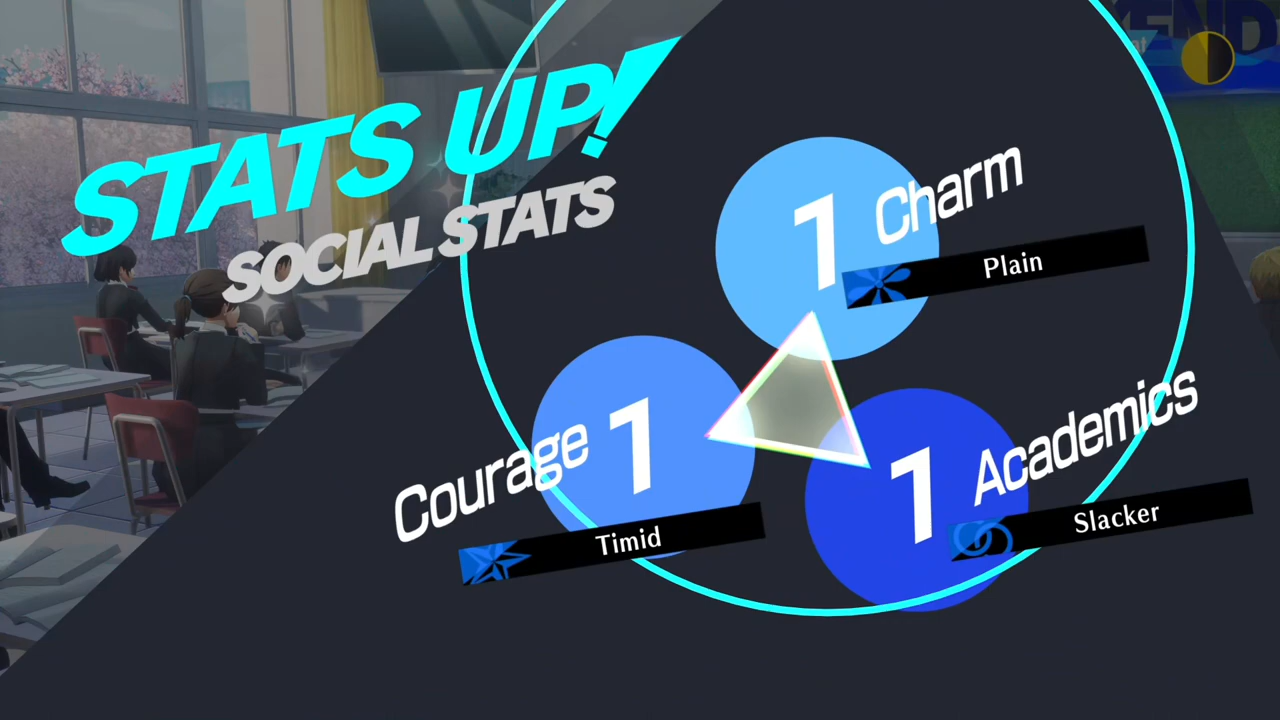 STATS UP!
SOCIAL STATS
1 Charm
Plain
Courage 1
Timid
1 Academics
Slacker